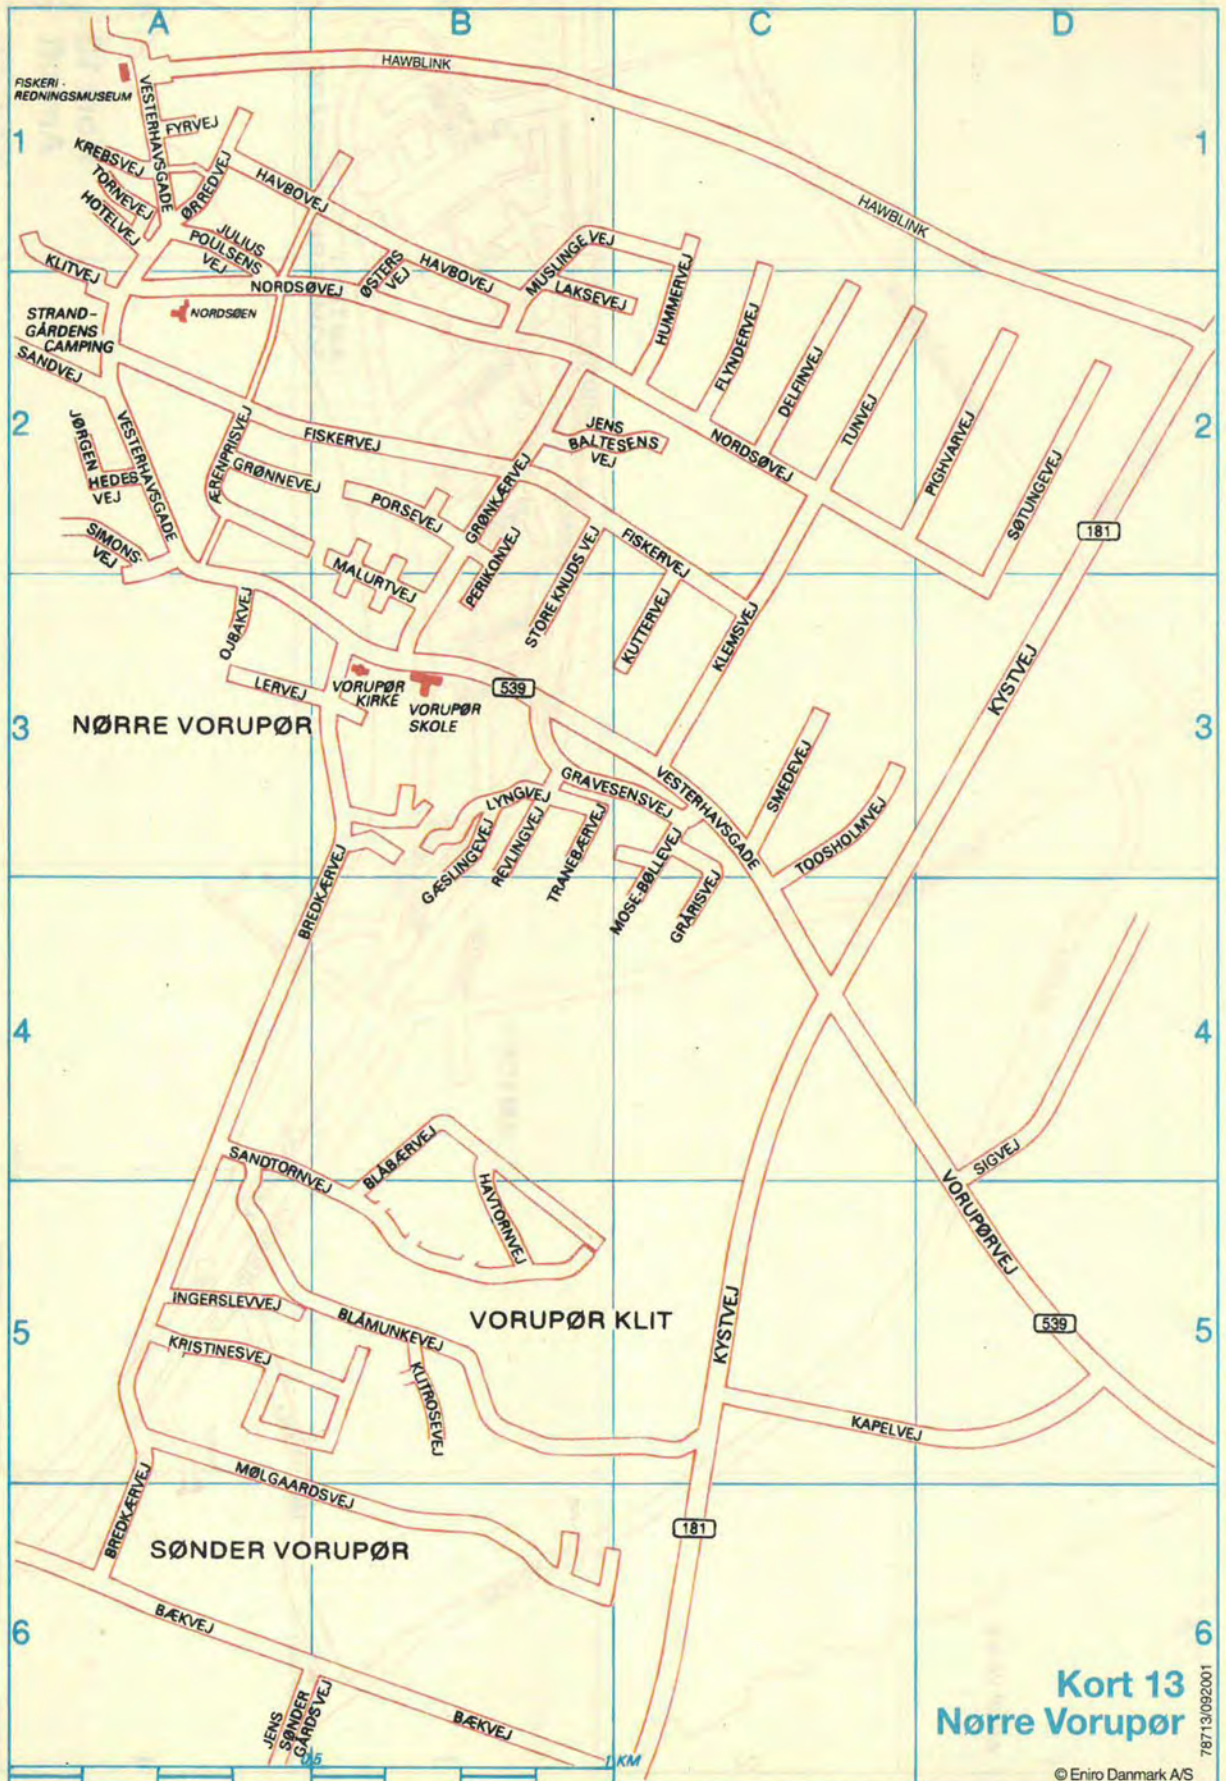 A
B
C
D
HAWBLINK
FISKERI-
REDNINGSMUSEUM
VESTERHAVSGADE
FYRVEJ
1
1
KREBSVEJ
TORNEVEJ
HOTELVEJ
ØRREDVEJ
HAVBOVEJ
HAWBLINK
JULIUS
POULSENS
VEJ
KLITVEJ
ØSTERS
VEJ
HAVBOVEJ
MUSLINGEVEJ
LAKSEVEJ
HUMMERVEJ
NORDSØVEJ
NORDSØEN
STRAND-
GÅRDENS
CAMPING
SANDVEJ
FLYNDERVEJ
DELFINVEJ
TUNVEJ
PIGHVARVEJ
SØTUNGEVEJ
2
2
JØRGEN
HEDES
VEJ
VESTERHAVSGADE
ÆRENPRISVEJ
FISKERVEJ
JENS
BALTESENS
VEJ
NORDSØVEJ
GRØNNEVEJ
PORSEVEJ
GRØNKÆRVEJ
181
SIMONS-
VEJ
MALURTVEJ
PERIKONVEJ
STORE KNUDS VEJ
FISKERVEJ
KUTTERVEJ
KLEMSVEJ
OJBAKVEJ
LERVEJ
VORUPØR
KIRKE
VORUPØR
SKOLE
539
KYSTVEJ
NØRRE VORUPØR
3
3
LYNGVEJ
GRAVESENSVEJ
VESTERHAVSGADE
SMEDEVEJ
TOOSHOLMVEJ
GÆSLINGEVEJ
REVLINGVEJ
TRANEBÆRVEJ
MOSE-BØLLEVEJ
GRÅRISVEJ
BREDKÆRVEJ
4
4
SANDTORNVEJ
BLÅBÆRVEJ
HAVTORNVEJ
SIGVEJ
VORUPØRVEJ
INGERSLEVVEJ
BLÅMUNKEVEJ
VORUPØR KLIT
KYSTVEJ
539
5
5
KRISTINESVEJ
KLITROSEVEJ
KAPELVEJ
MØLGAARDSVEJ
BREDKÆRVEJ
181
SØNDER VORUPØR
BÆKVEJ
6
6
JENS
SØNDER
GÅRDSVEJ
BÆKVEJ
0,5
1 KM
Kort 13
Nørre Vorupør
78713/092001
© Eniro Danmark A/S